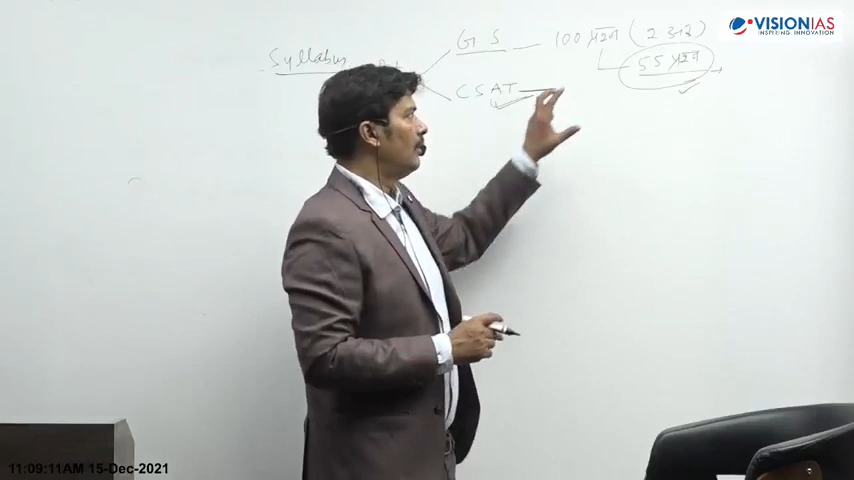 VISIONIAS
INSPIRING INNOVATION
Syllabus
GS — 100 प्रश्न (2 अंक)
55 प्रश्न
CSAT —
11:09:11AM 15-Dec-2021